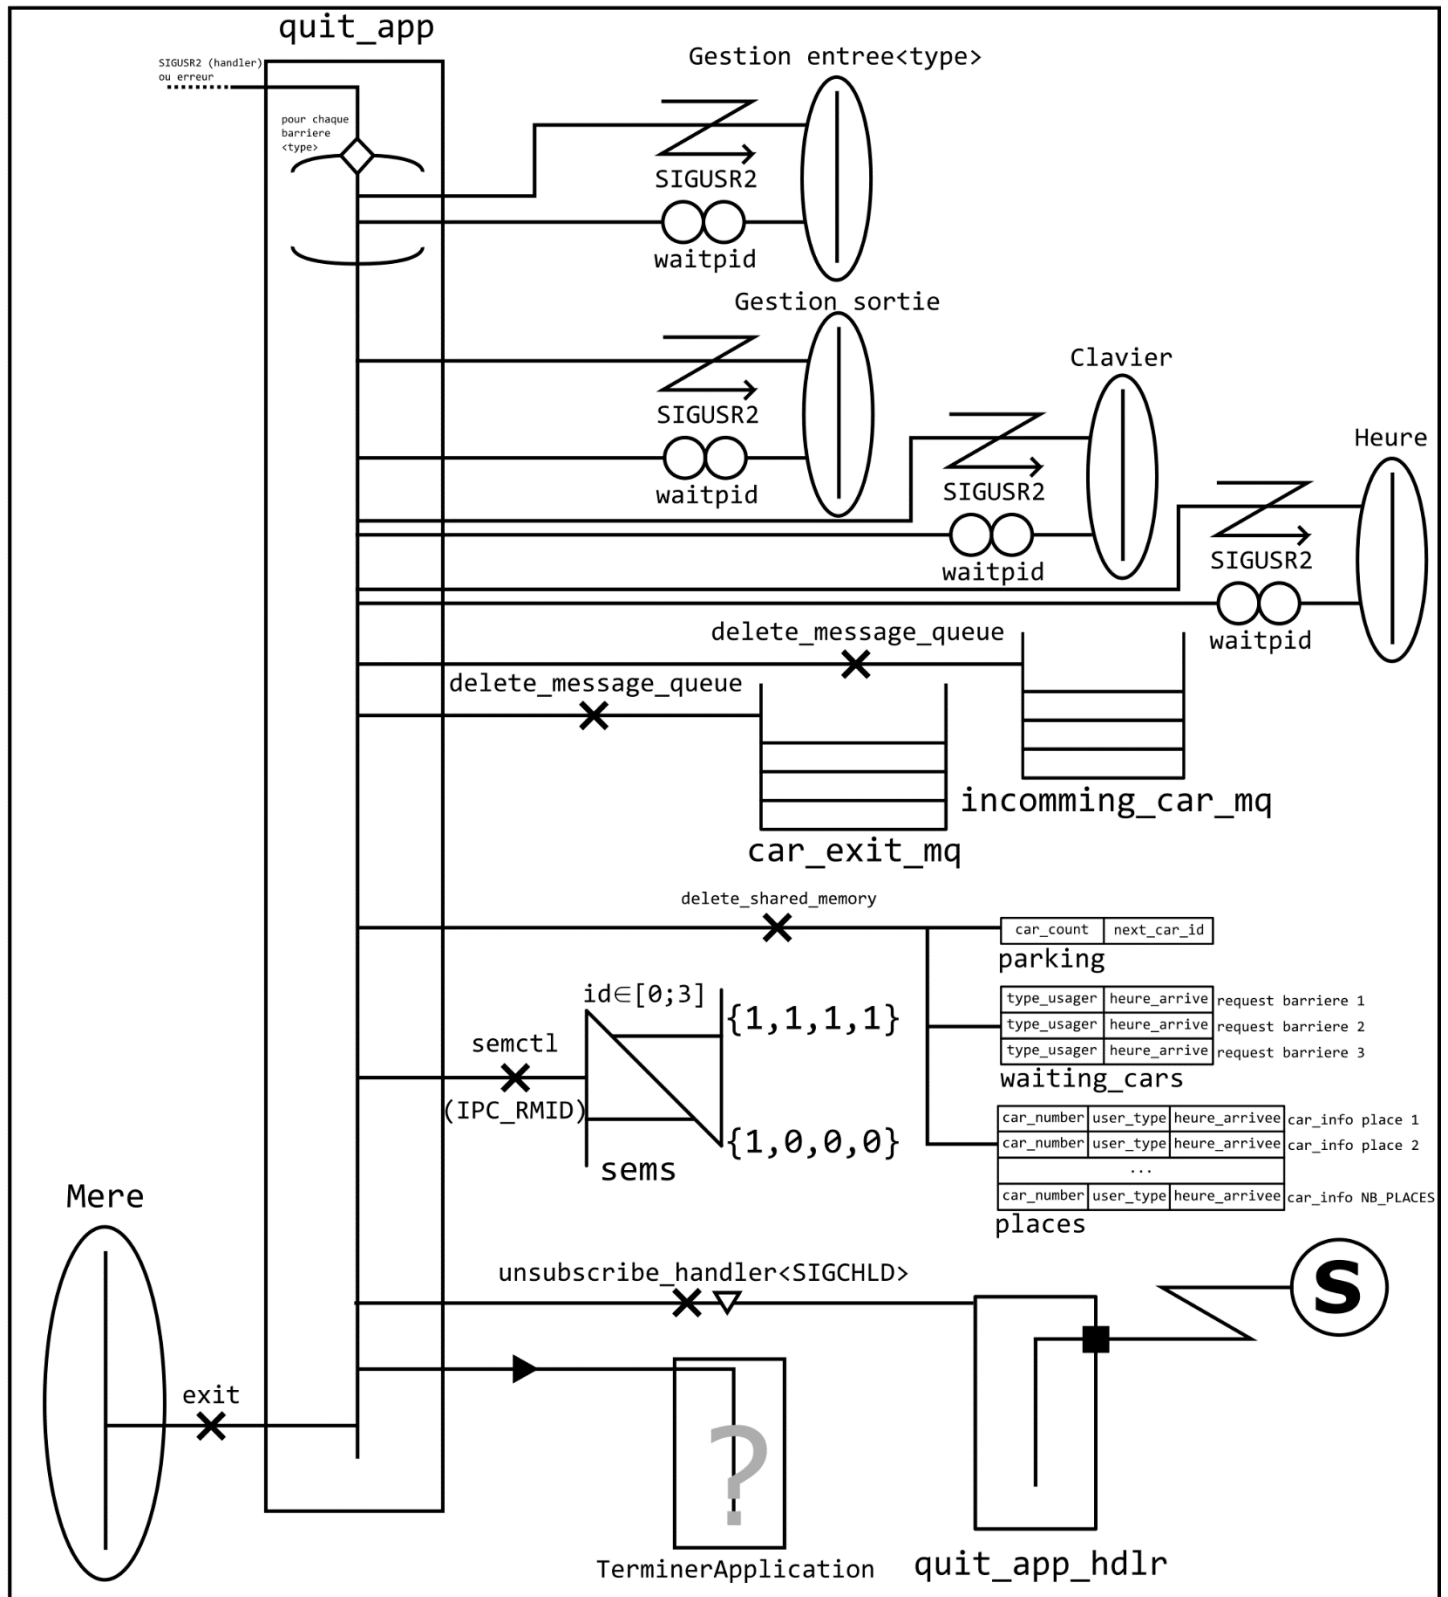 quit_app
SIGUSR2 (handler)
ou erreur
pour chaque
barriere
<type>
Gestion entree<type>
SIGUSR2
waitpid
Gestion sortie
SIGUSR2
waitpid
Clavier
SIGUSR2
waitpid
Heure
SIGUSR2
waitpid
delete_message_queue
delete_message_queue
incomming_car_mq
car_exit_mq
delete_shared_memory
car_count next_car_id
parking
type_usager heure_arrive request barriere 1
type_usager heure_arrive request barriere 2
type_usager heure_arrive request barriere 3
waiting_cars
id∈[0;3]
{1,1,1,1}
semctl
(IPC_RMID)
{1,0,0,0}
sems
car_number user_type heure_arrivee car_info place 1
car_number user_type heure_arrivee car_info place 2
...
car_number user_type heure_arrivee car_info NB_PLACES
places
Mere
unsubscribe_handler<SIGCHLD>
S
exit
?
TerminerApplication
quit_app_hdlr